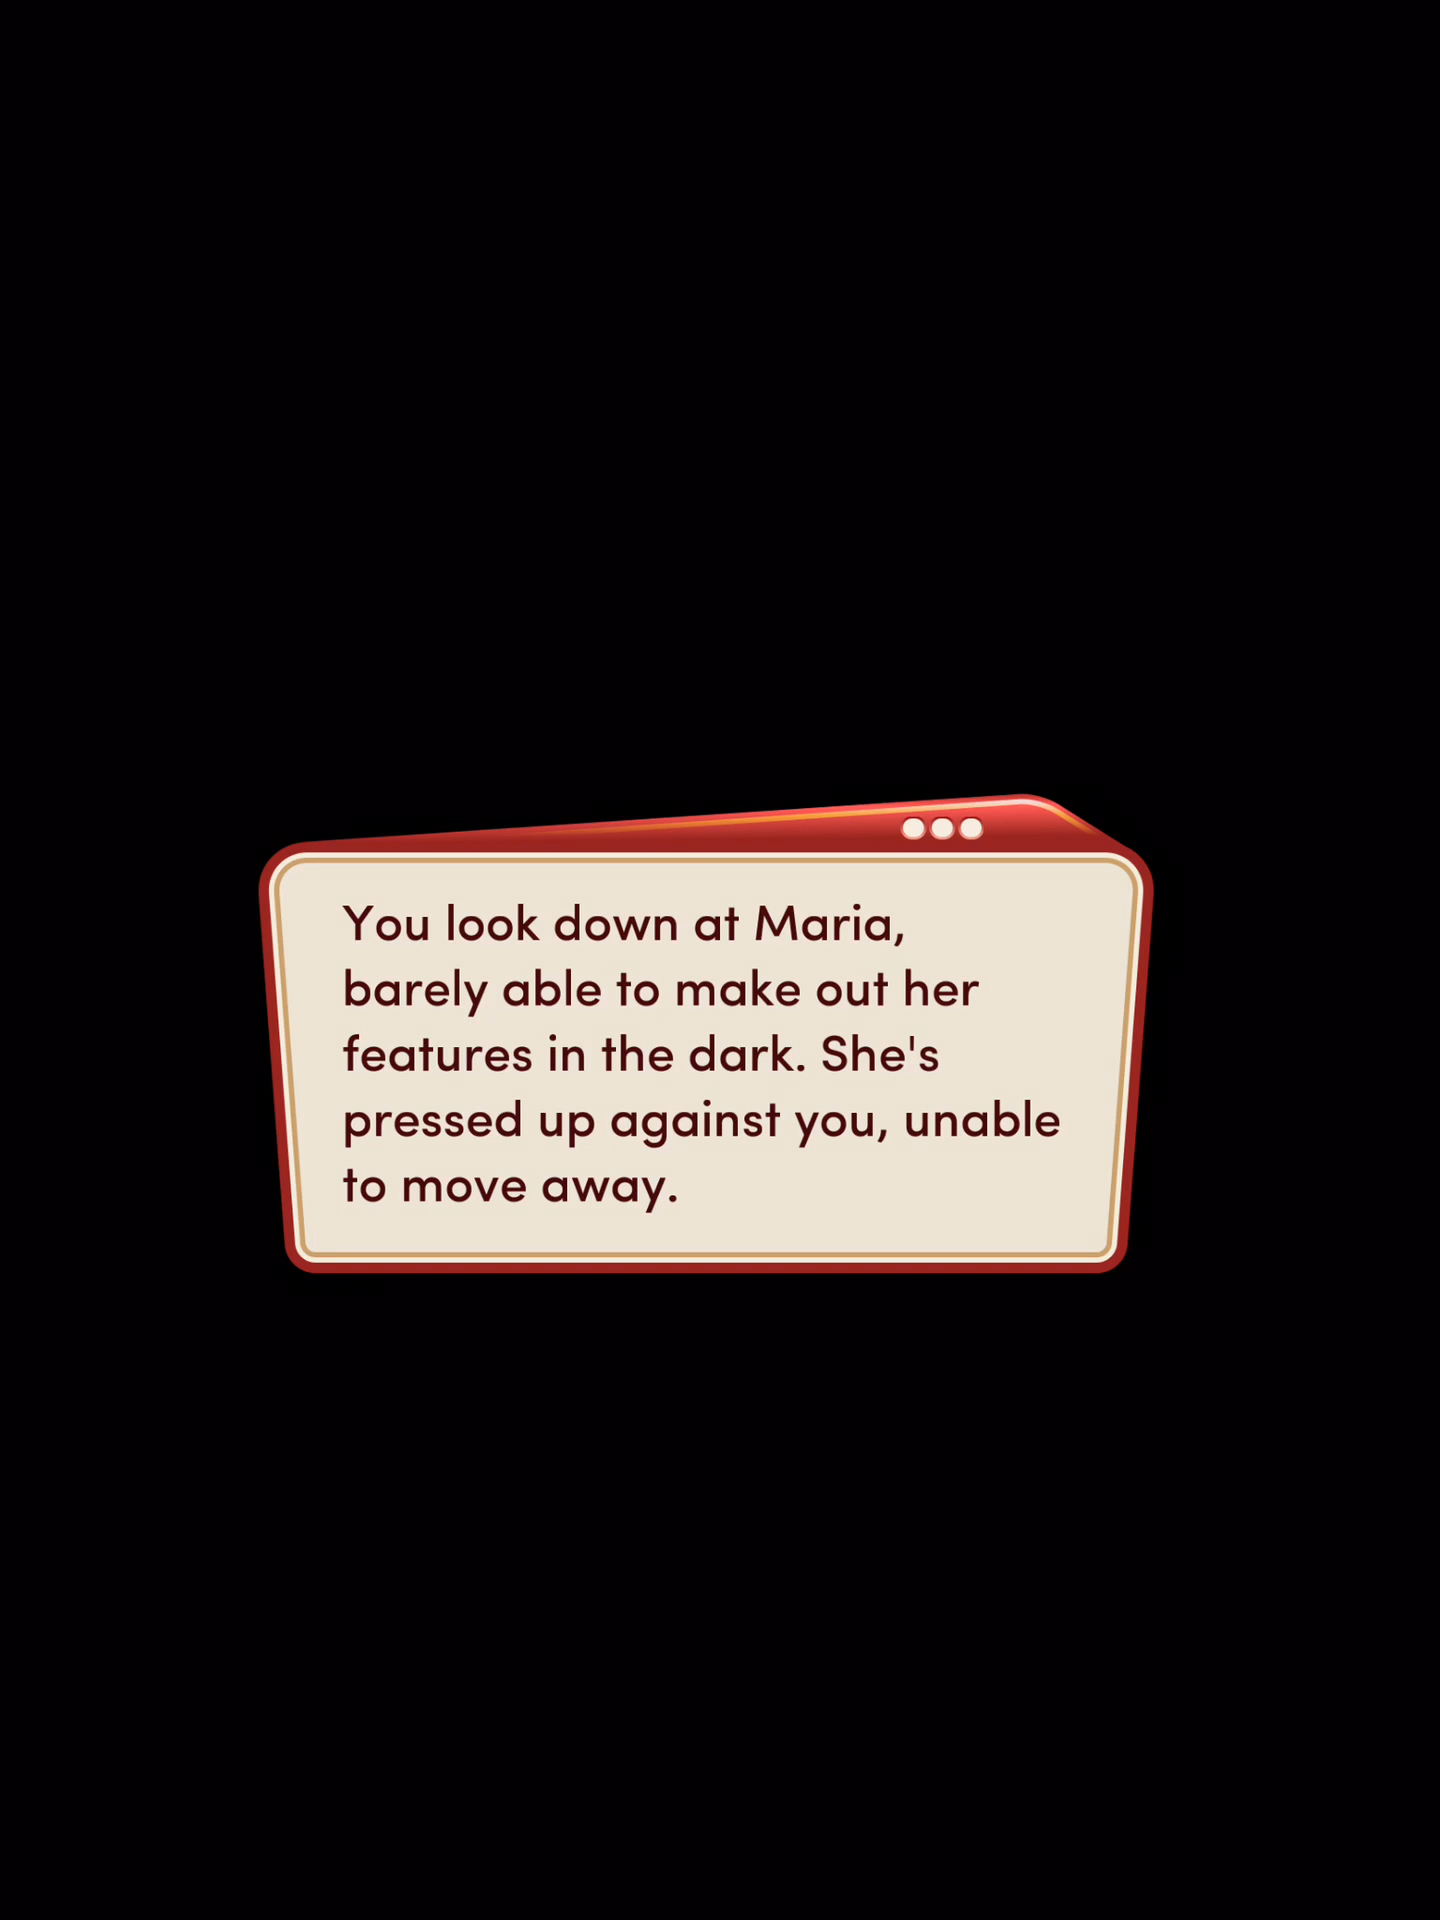 You look down at Maria,
barely able to make out her
features in the dark. She's
pressed up against you, unable
to move away.